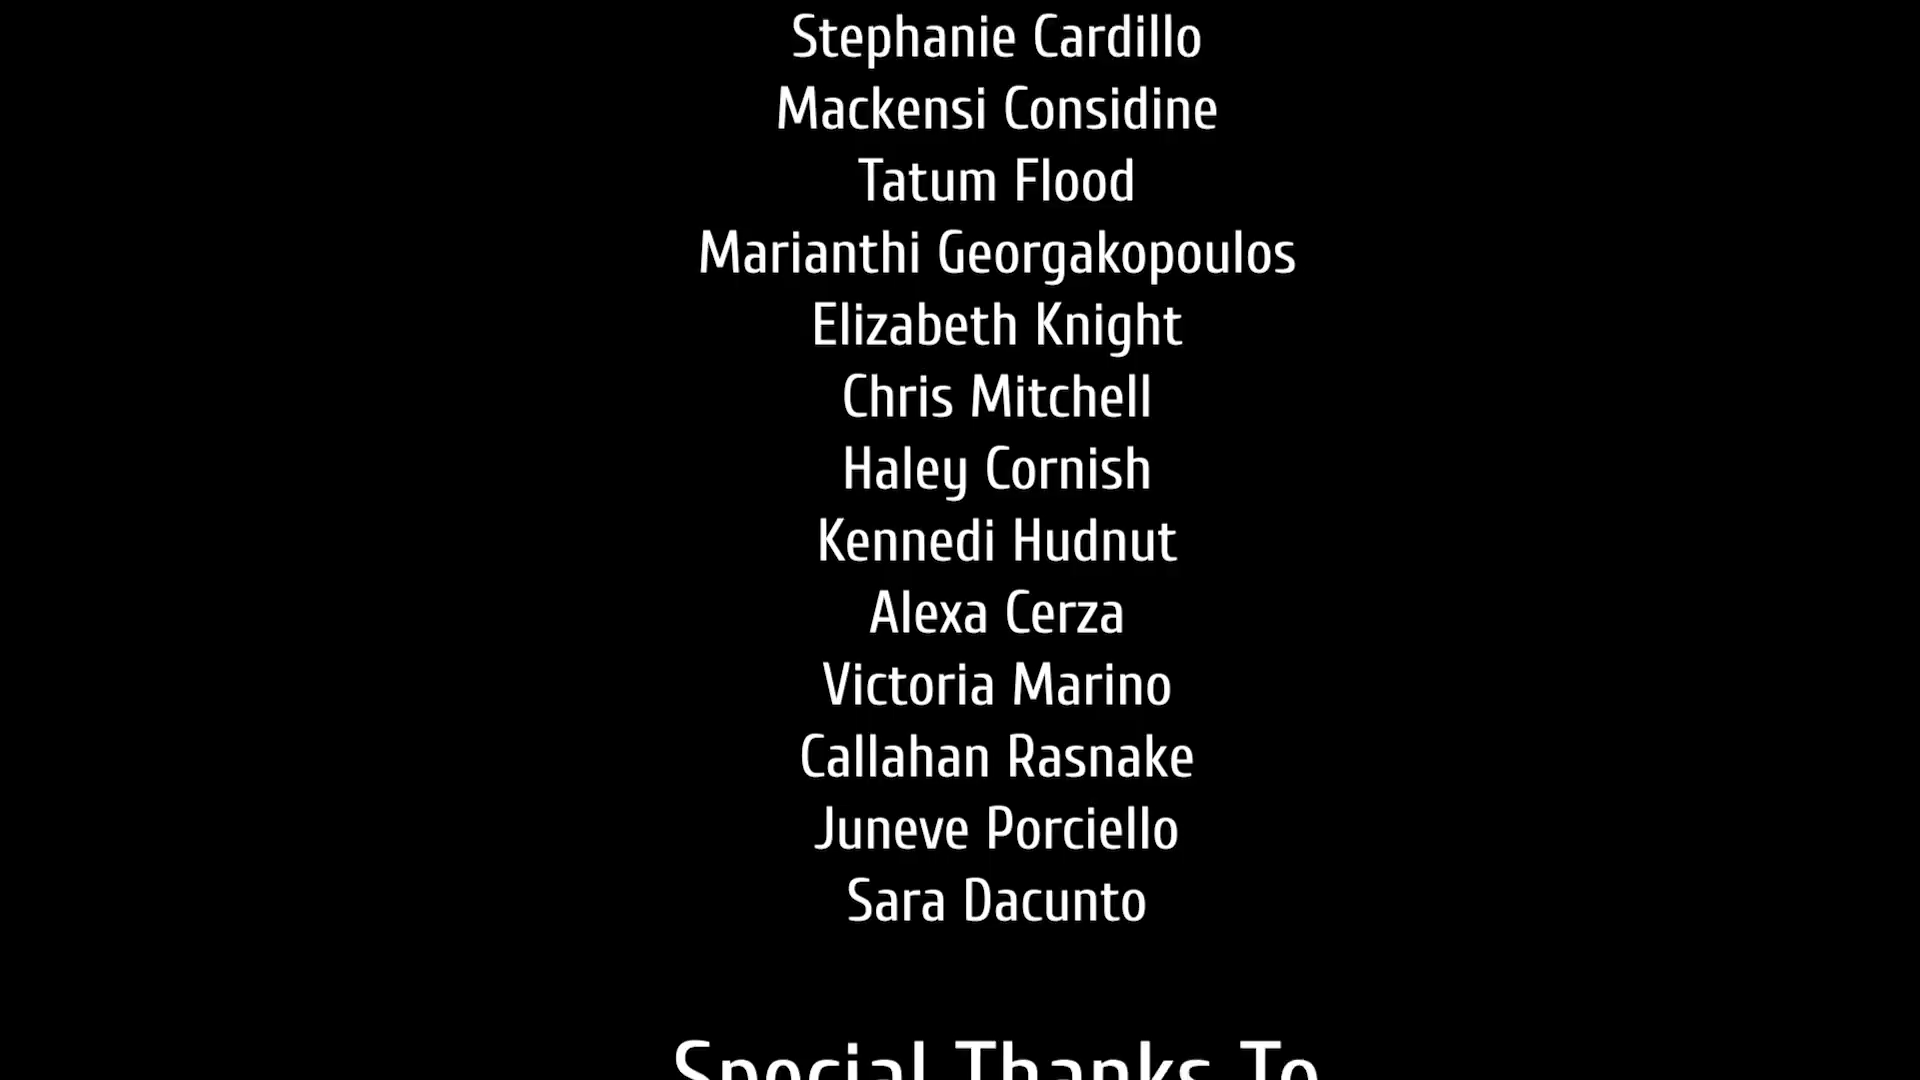 Stephanie Cardillo
Mackensi Considine
Tatum Flood
Marianthi Georgakopoulos
Elizabeth Knight
Chris Mitchell
Haley Cornish
Kennedi Hudnut
Alexa Cerza
Victoria Marino
Callahan Rasnake
Juneve Porciello
Sara Dacunto
Special Thanks To